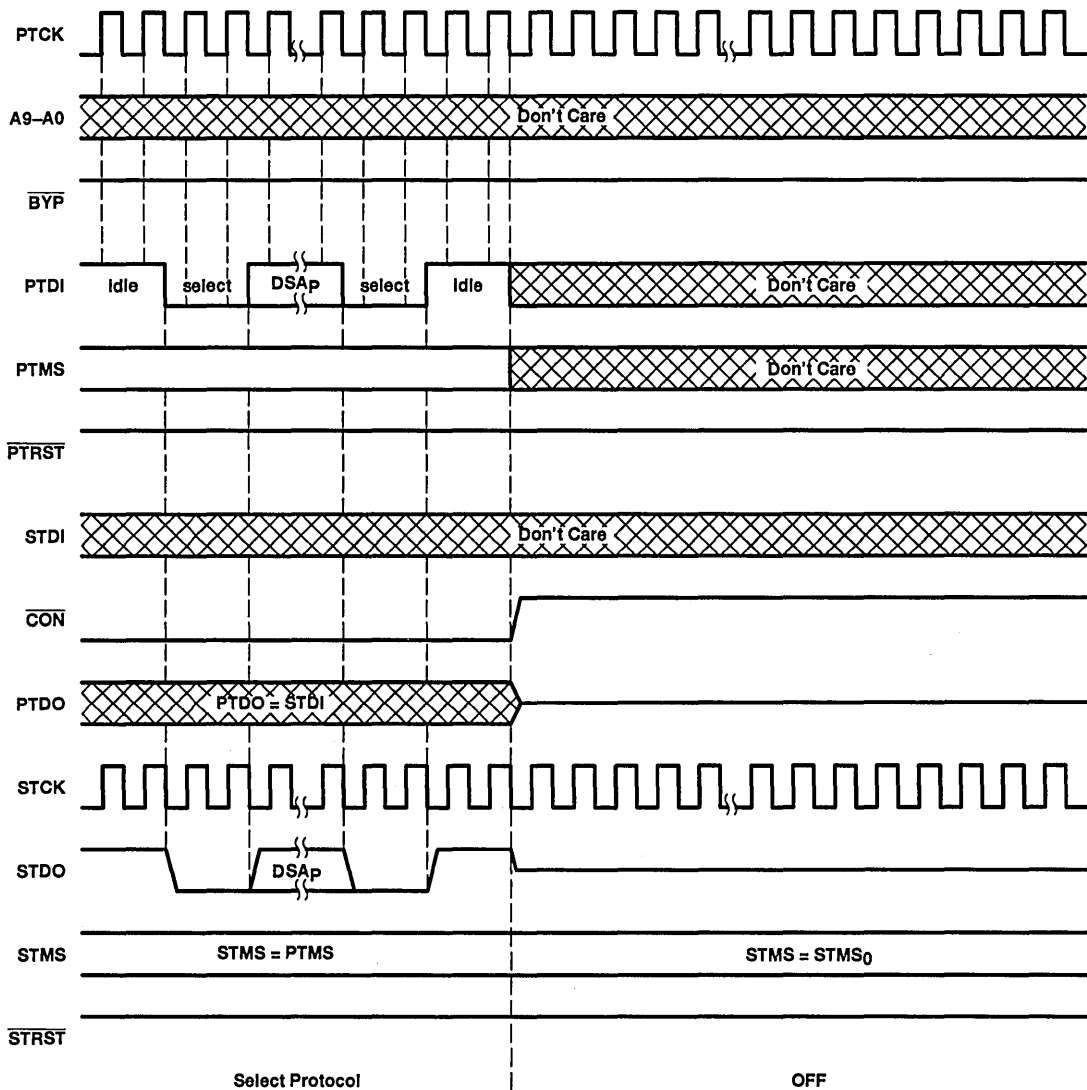 PTCK
A9–A0
Don't Care
BYP
PTDI
Idle
select
DSAP
select
Idle
Don't Care
PTMS
Don't Care
PTRST
STDI
Don't Care
CON
PTDO
PTDO = STDI
STCK
STDO
DSAP
STMS
STMS = PTMS
STMS = STMS0
STRST
Select Protocol
OFF